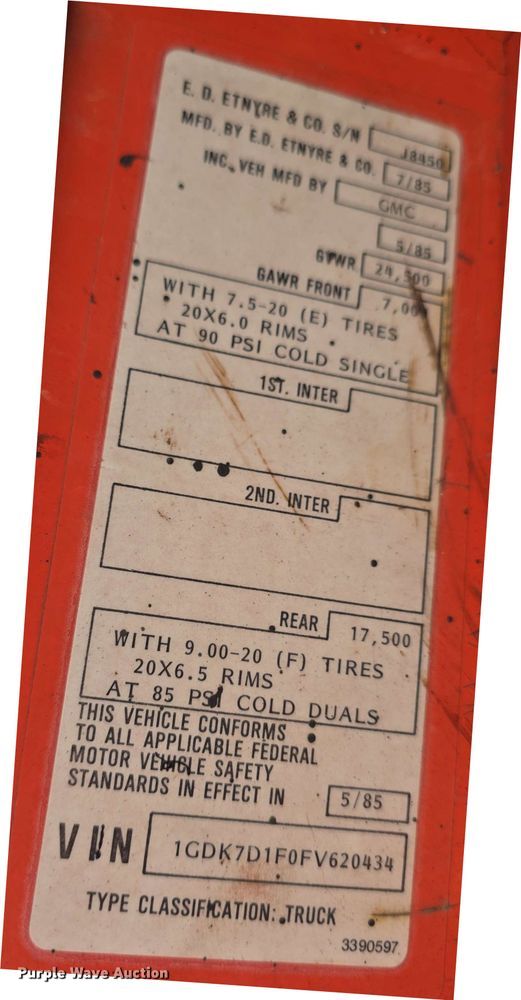 E. D. ETNYRE & CO. S/N J8450
MFD. BY E.D. ETNYRE & CO. 7/85
INC. VEH MFD BY GMC
5/85
GVWR 24,500
GAWR FRONT 7,000
WITH 7.5-20 (E) TIRES
20X6.0 RIMS
AT 90 PSI COLD SINGLE
1ST. INTER
2ND. INTER
REAR 17,500
WITH 9.00-20 (F) TIRES
20X6.5 RIMS
AT 85 PSI COLD DUALS
THIS VEHICLE CONFORMS
TO ALL APPLICABLE FEDERAL
MOTOR VEHICLE SAFETY
STANDARDS IN EFFECT IN 5/85
VIN 1GDK7D1F0FV620434
TYPE CLASSIFICATION: TRUCK
3390597
Purple Wave Auction